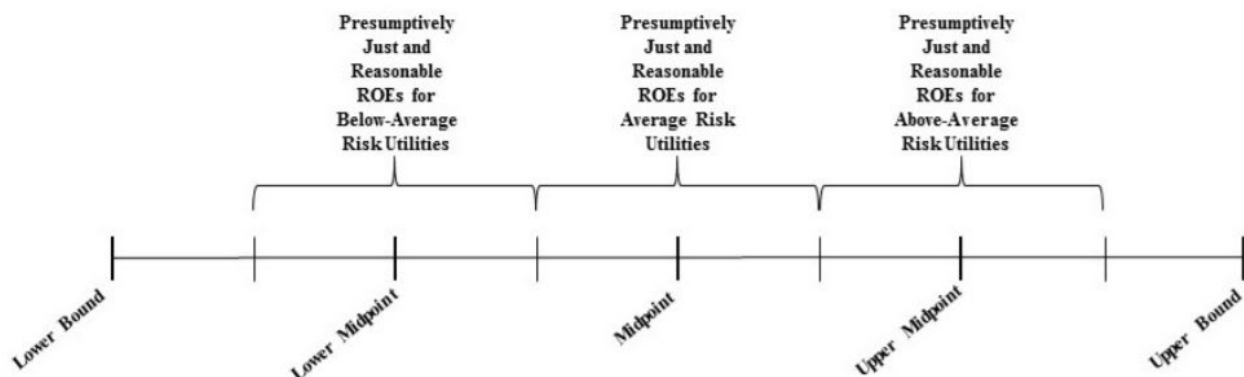 Presumptively
Just and
Reasonable
ROEs for
Below-Average
Risk Utilities
Presumptively
Just and
Reasonable
ROEs for
Average Risk
Utilities
Presumptively
Just and
Reasonable
ROEs for
Above-Average
Risk Utilities
Lower Bound
Lower Midpoint
Midpoint
Upper Midpoint
Upper Bound